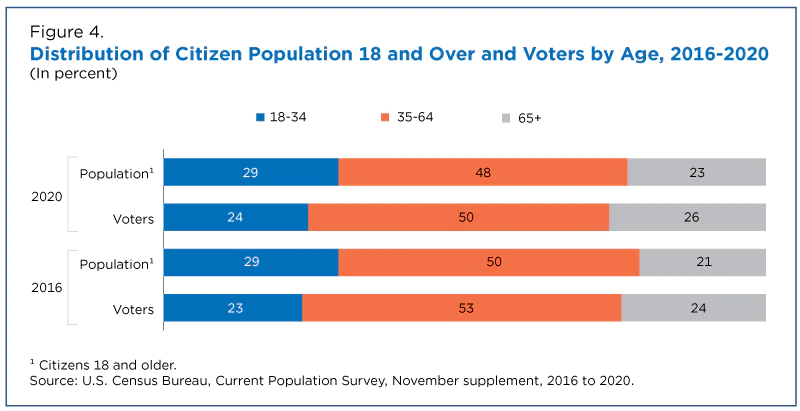 Figure 4.
Distribution of Citizen Population 18 and Over and Voters by Age, 2016-2020
(In percent)
18-34 35-64 65+
2020
Population¹ 29 48 23
Voters 24 50 26
2016
Population¹ 29 50 21
Voters 23 53 24
¹ Citizens 18 and older.
Source: U.S. Census Bureau, Current Population Survey, November supplement, 2016 to 2020.